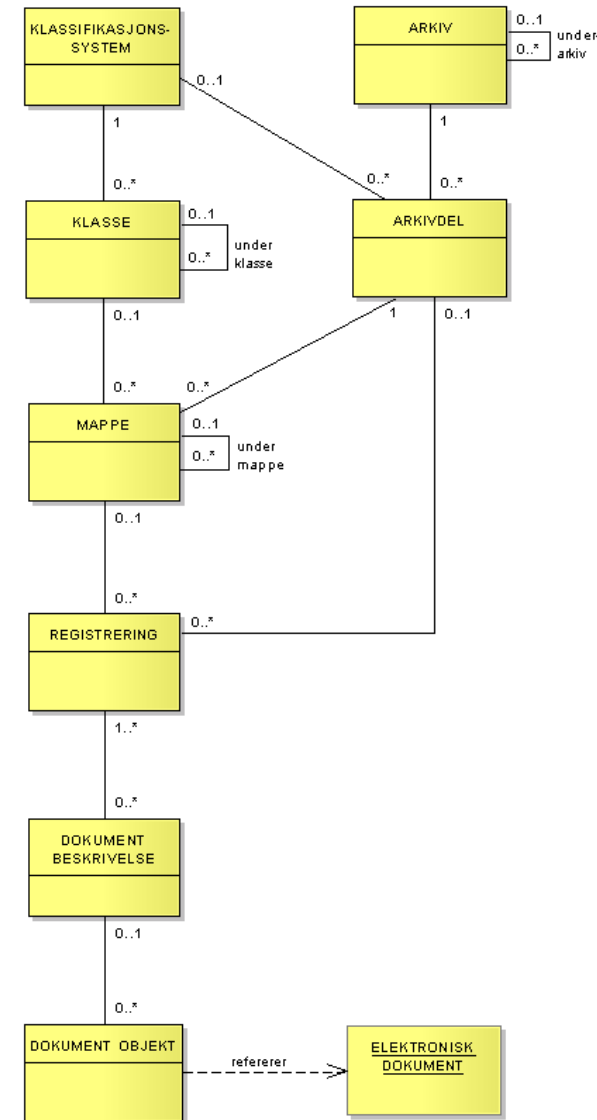 KLASSIFIKASJONS-
SYSTEM
ARKIV
0..1
0..*
under-
arkiv
0..1
1
1
0..*
0..*
0..*
KLASSE
0..1
0..*
under
klasse
ARKIVDEL
0..1
1
0..1
0..*
0..*
MAPPE
0..1
0..*
under
mappe
0..1
0..*
REGISTRERING
0..*
1..*
0..*
DOKUMENT
BESKRIVELSE
0..1
0..*
DOKUMENT OBJEKT
refererer
ELEKTRONISK
DOKUMENT